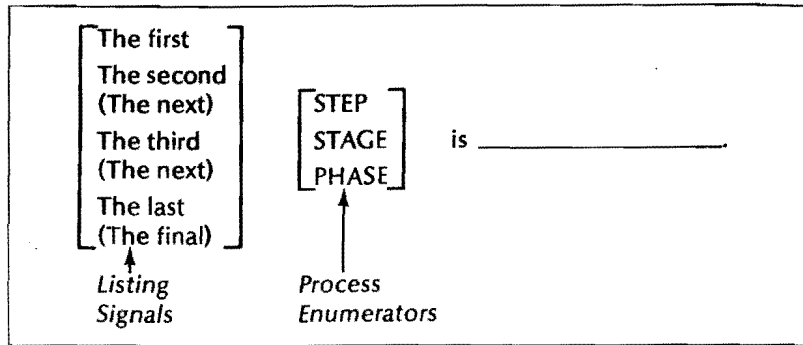 The first
The second
(The next)
The third
(The next)
The last
(The final)
STEP
STAGE
PHASE
is ____________________.
Listing
Signals
Process
Enumerators